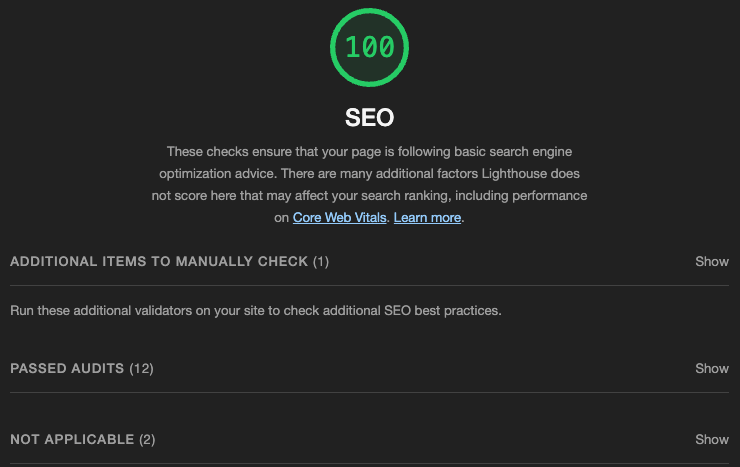 100
SEO
These checks ensure that your page is following basic search engine
optimization advice. There are many additional factors Lighthouse does
not score here that may affect your search ranking, including performance
on Core Web Vitals. Learn more.
ADDITIONAL ITEMS TO MANUALLY CHECK (1) Show
Run these additional validators on your site to check additional SEO best practices.
PASSED AUDITS (12) Show
NOT APPLICABLE (2) Show